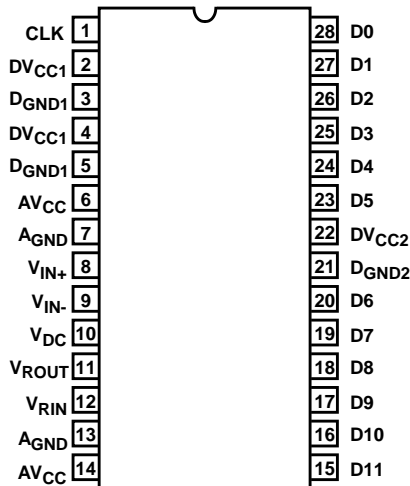 CLK 1 28 D0
DVCC1 2 27 D1
DGND1 3 26 D2
DVCC1 4 25 D3
DGND1 5 24 D4
AVCC 6 23 D5
AGND 7 22 DVCC2
VIN+ 8 21 DGND2
VIN- 9 20 D6
VDC 10 19 D7
VROUT 11 18 D8
VRIN 12 17 D9
AGND 13 16 D10
AVCC 14 15 D11